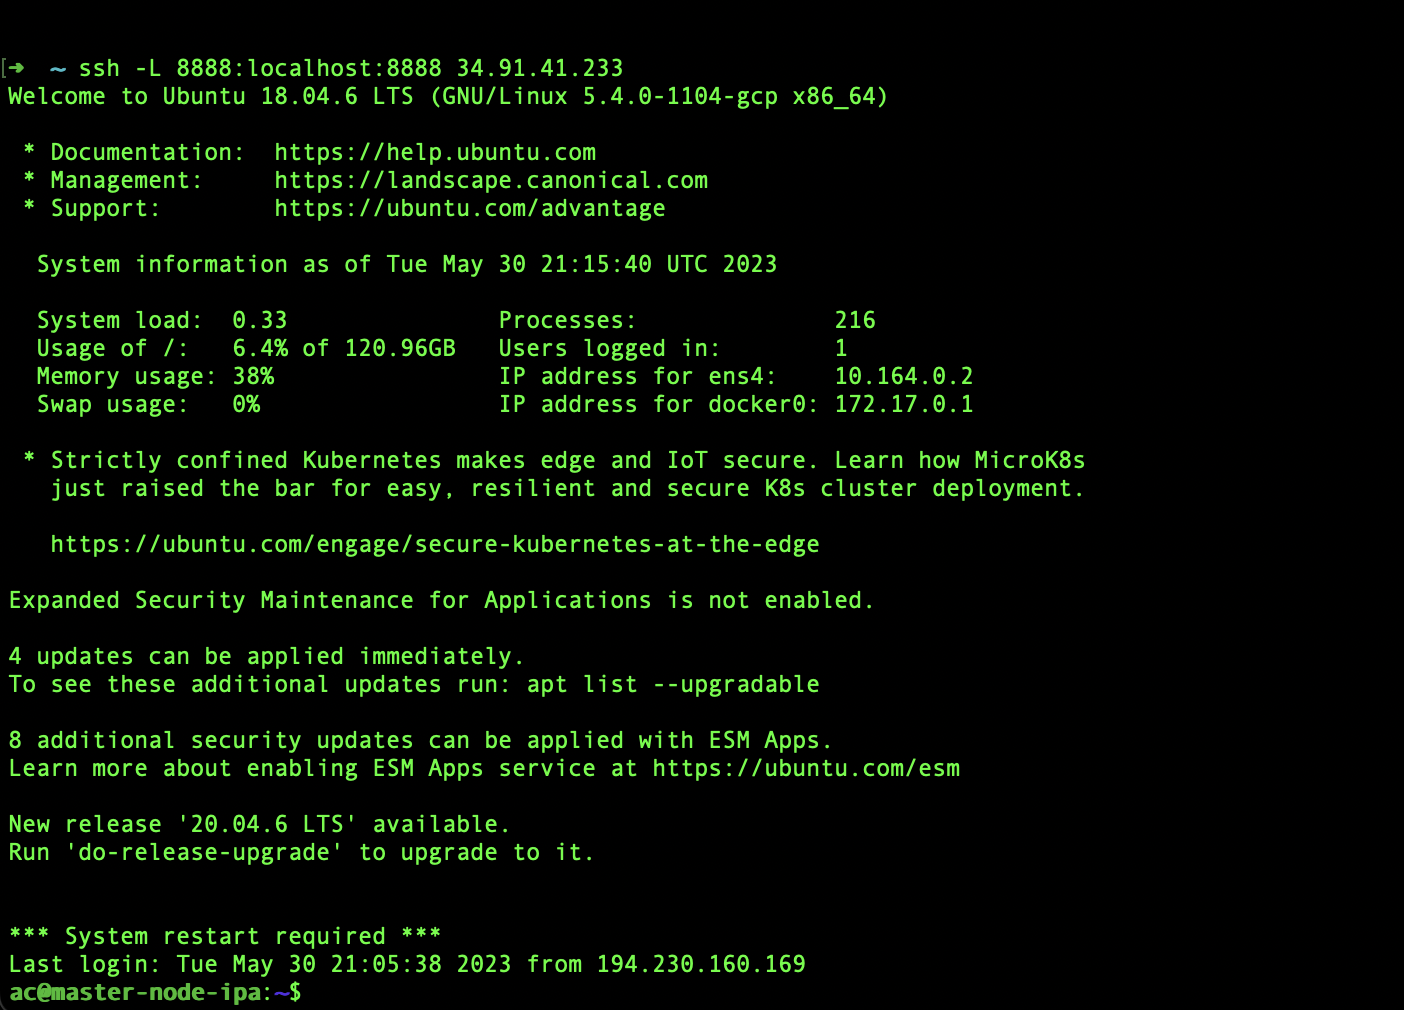 [➜  ~ ssh -L 8888:localhost:8888 34.91.41.233
Welcome to Ubuntu 18.04.6 LTS (GNU/Linux 5.4.0-1104-gcp x86_64)

 * Documentation:  https://help.ubuntu.com
 * Management:     https://landscape.canonical.com
 * Support:        https://ubuntu.com/advantage

  System information as of Tue May 30 21:15:40 UTC 2023

  System load:  0.33               Processes:              216
  Usage of /:   6.4% of 120.96GB   Users logged in:        1
  Memory usage: 38%                IP address for ens4:    10.164.0.2
  Swap usage:   0%                 IP address for docker0: 172.17.0.1

 * Strictly confined Kubernetes makes edge and IoT secure. Learn how MicroK8s
   just raised the bar for easy, resilient and secure K8s cluster deployment.

   https://ubuntu.com/engage/secure-kubernetes-at-the-edge

Expanded Security Maintenance for Applications is not enabled.

4 updates can be applied immediately.
To see these additional updates run: apt list --upgradable

8 additional security updates can be applied with ESM Apps.
Learn more about enabling ESM Apps service at https://ubuntu.com/esm

New release '20.04.6 LTS' available.
Run 'do-release-upgrade' to upgrade to it.


*** System restart required ***
Last login: Tue May 30 21:05:38 2023 from 194.230.160.169
ac@master-node-ipa:~$